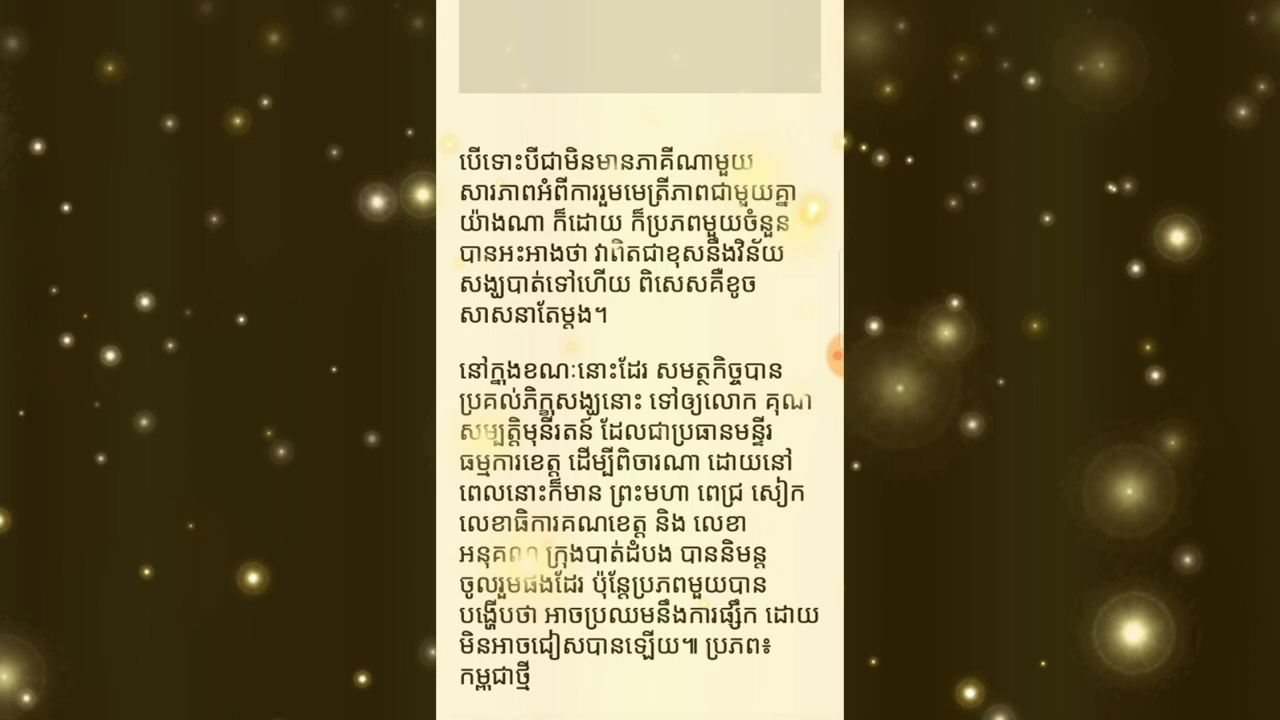 បើទោះបីជាមិនមានភាគីណាមួយ
សារភាពអំពីការរួមមេត្រីភាពជាមួយគ្នា
យ៉ាងណា ក៏ដោយ ក៏ប្រភពមួយចំនួន
បានអះអាងថា វាពិតជាខុសនឹងវិន័យ
សង្ឃបាត់ទៅហើយ ពិសេសគឺខូច
សាសនាតែម្តង។
នៅក្នុងខណៈនោះដែរ សមត្ថកិច្ចបាន
ប្រគល់ភិក្ខុសង្ឃនោះ ទៅឲ្យលោក គុណ
សម្បត្តិមុនីរតន៍ ដែលជាប្រធានមន្ទីរ
ធម្មការខេត្ត ដើម្បីពិចារណា ដោយនៅ
ពេលនោះក៏មាន ព្រះមហា ពេជ្រ សៀក
លេខាធិការគណខេត្ត និង លេខា
អនុគណ ក្រុងបាត់ដំបង បាននិមន្ត
ចូលរួមផងដែរ ប៉ុន្តែប្រភពមួយបាន
បង្ហើបថា អាចប្រឈមនឹងការផ្សឹក ដោយ
មិនអាចជៀសបានឡើយ៕ ប្រភព៖
កម្ពុជាថ្មី